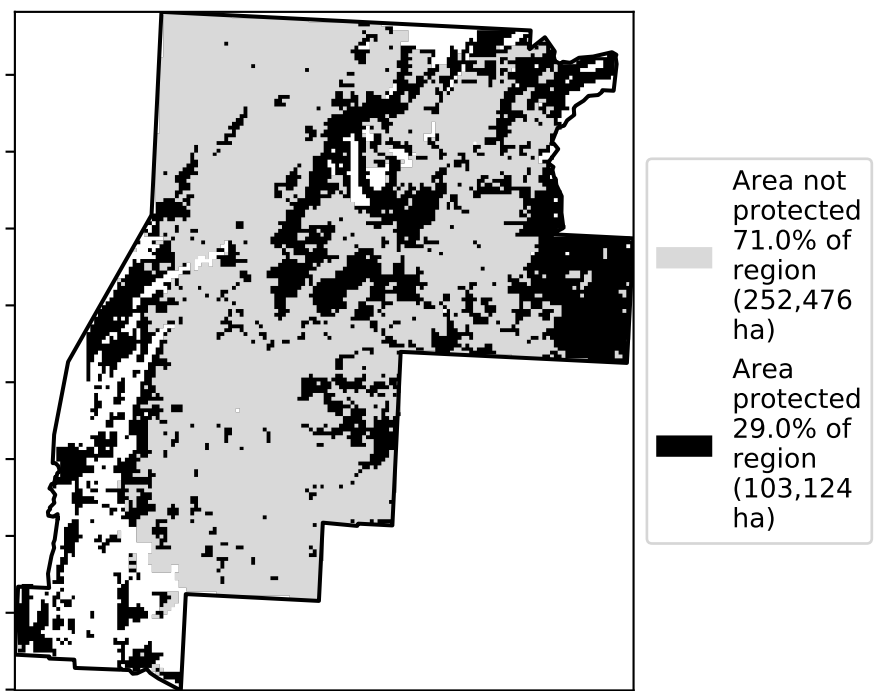 Area not
protected
71.0% of
region
(252,476
ha)
Area
protected
29.0% of
region
(103,124
ha)